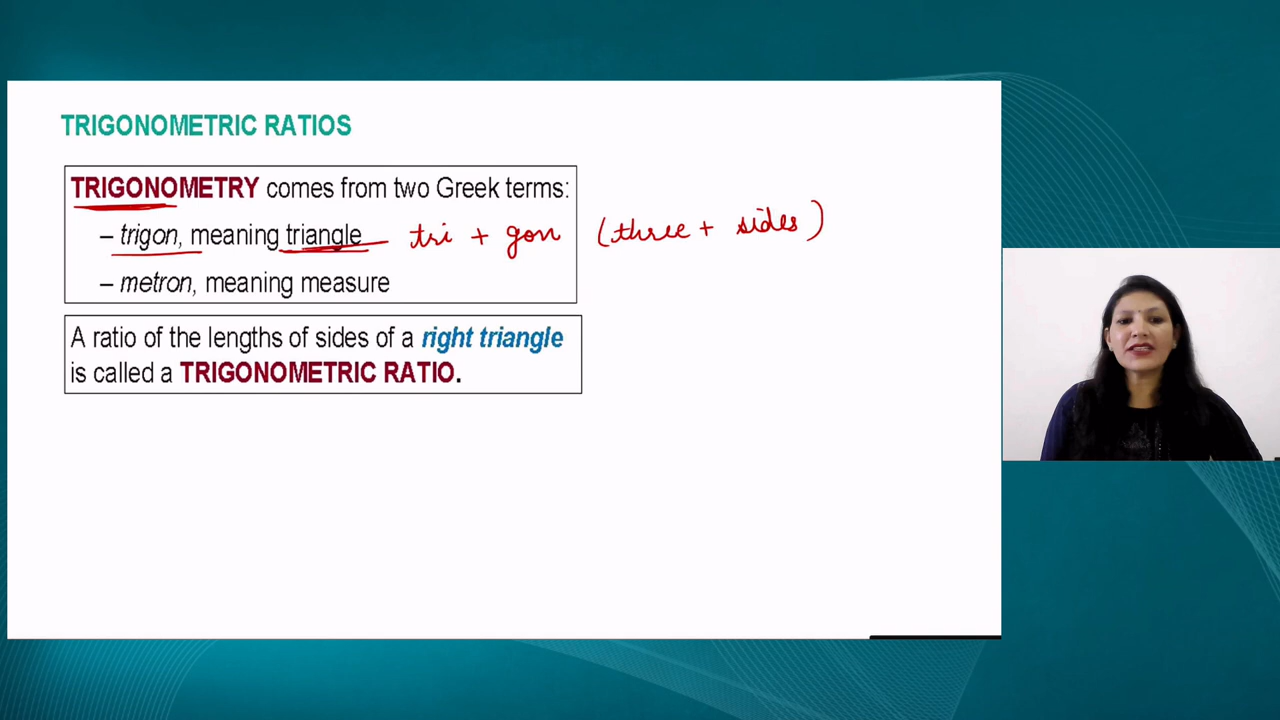 TRIGONOMETRIC RATIOS
TRIGONOMETRY comes from two Greek terms:
– trigon, meaning triangle tri + gon (three + sides)
– metron, meaning measure
A ratio of the lengths of sides of a right triangle
is called a TRIGONOMETRIC RATIO.